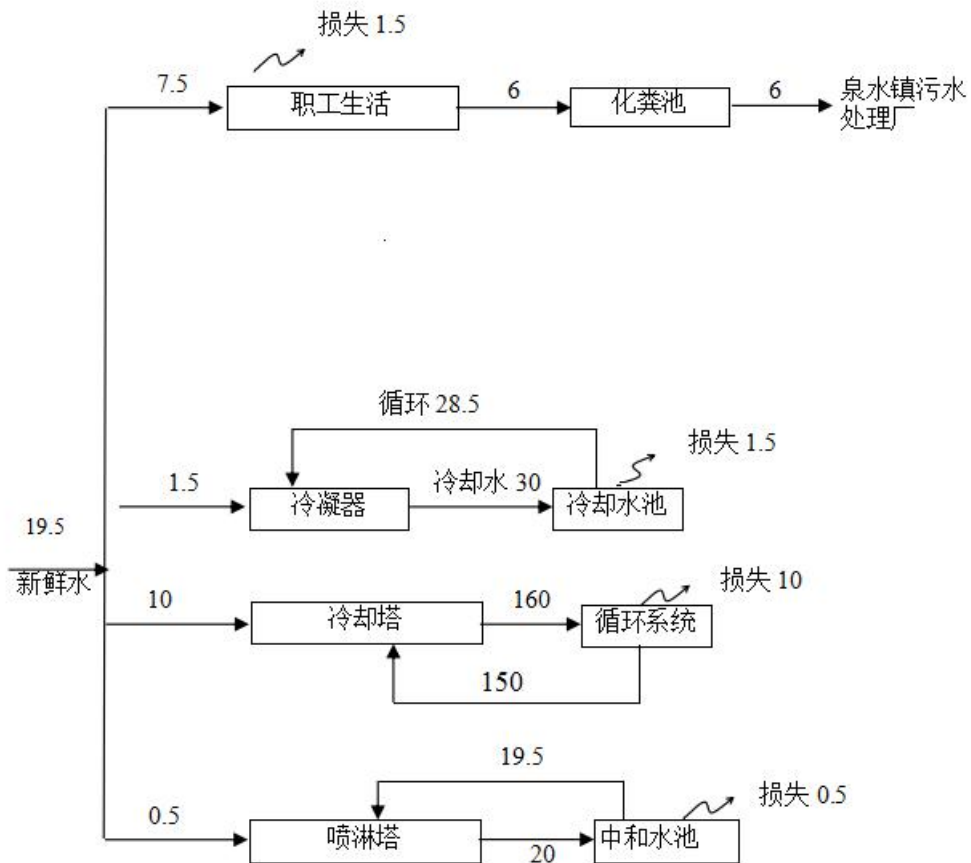 损失 1.5
7.5
职工生活
6
化粪池
6
泉水镇污水
处理厂
循环 28.5
损失 1.5
1.5
冷凝器
冷却水 30
冷却水池
19.5
新鲜水
10
冷却塔
160
循环系统
损失 10
150
19.5
损失 0.5
0.5
喷淋塔
20
中和水池